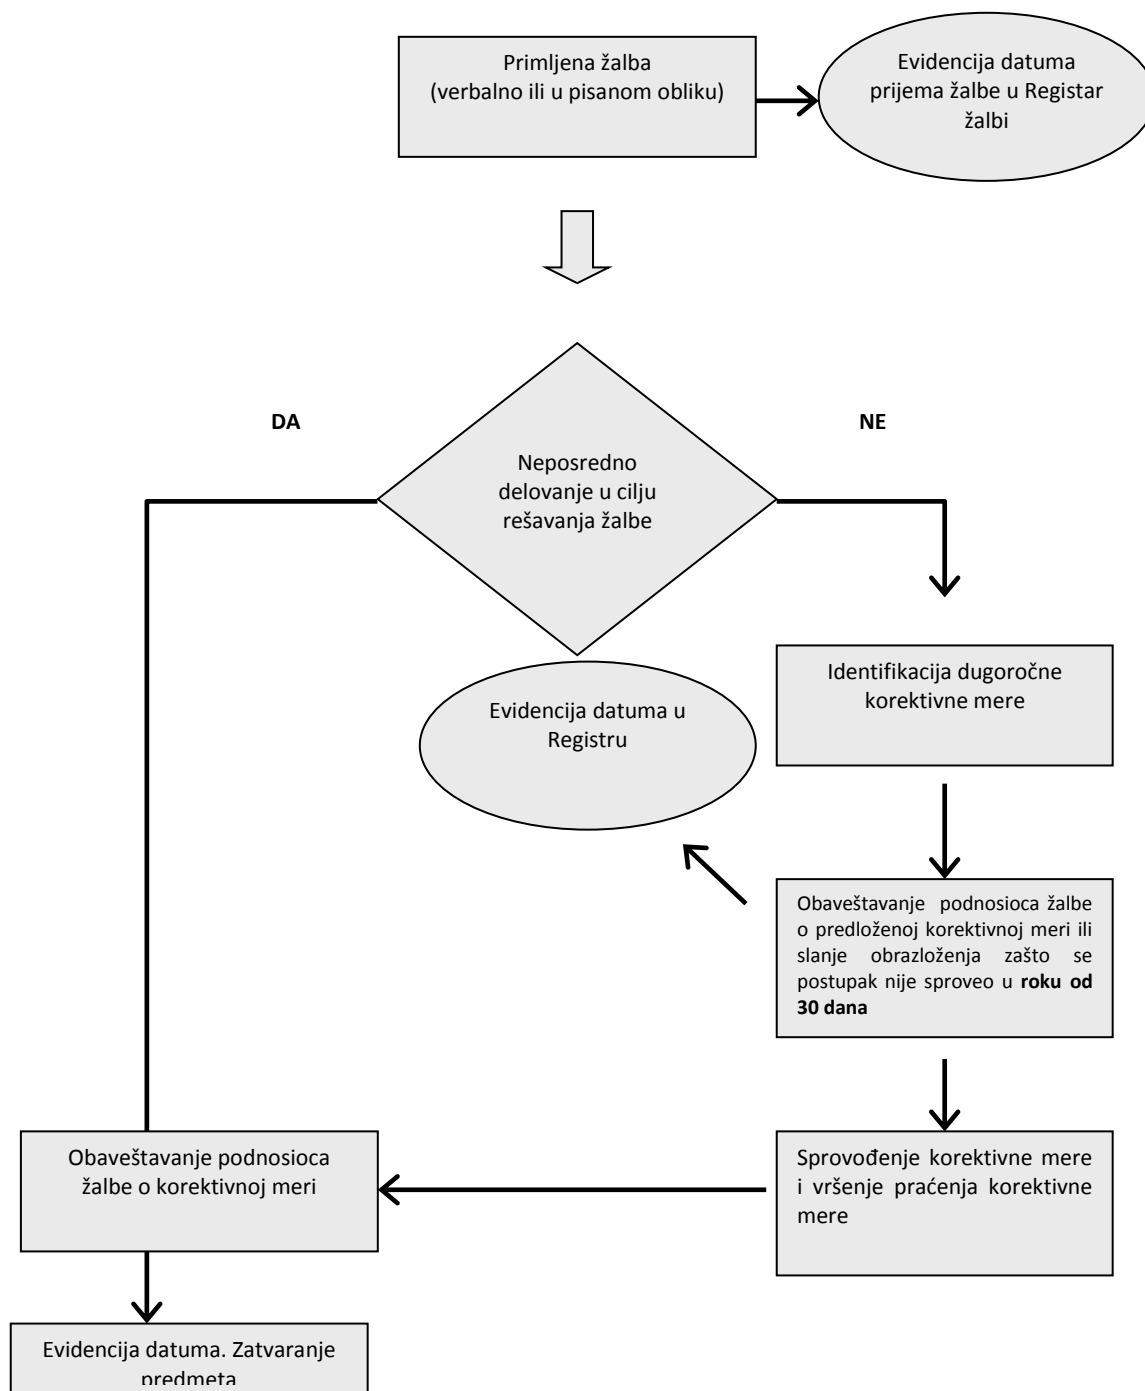 Primljena žalba
(verbalno ili u pisanom obliku)
Evidencija datuma
prijema žalbe u Registar
žalbi
DA
NE
Neposredno
delovanje u cilju
rešavanja žalbe
Identifikacija dugoročne
korektivne mere
Evidencija datuma u
Registru
Obaveštavanje podnosioca žalbe
o predloženoj korektivnoj meri ili
slanje obrazloženja zašto se
postupak nije sproveo u roku od
30 dana
Obaveštavanje podnosioca
žalbe o korektivnoj meri
Sprovođenje korektivne mere
i vršenje praćenja korektivne
mere
Evidencija datuma. Zatvaranje
predmeta